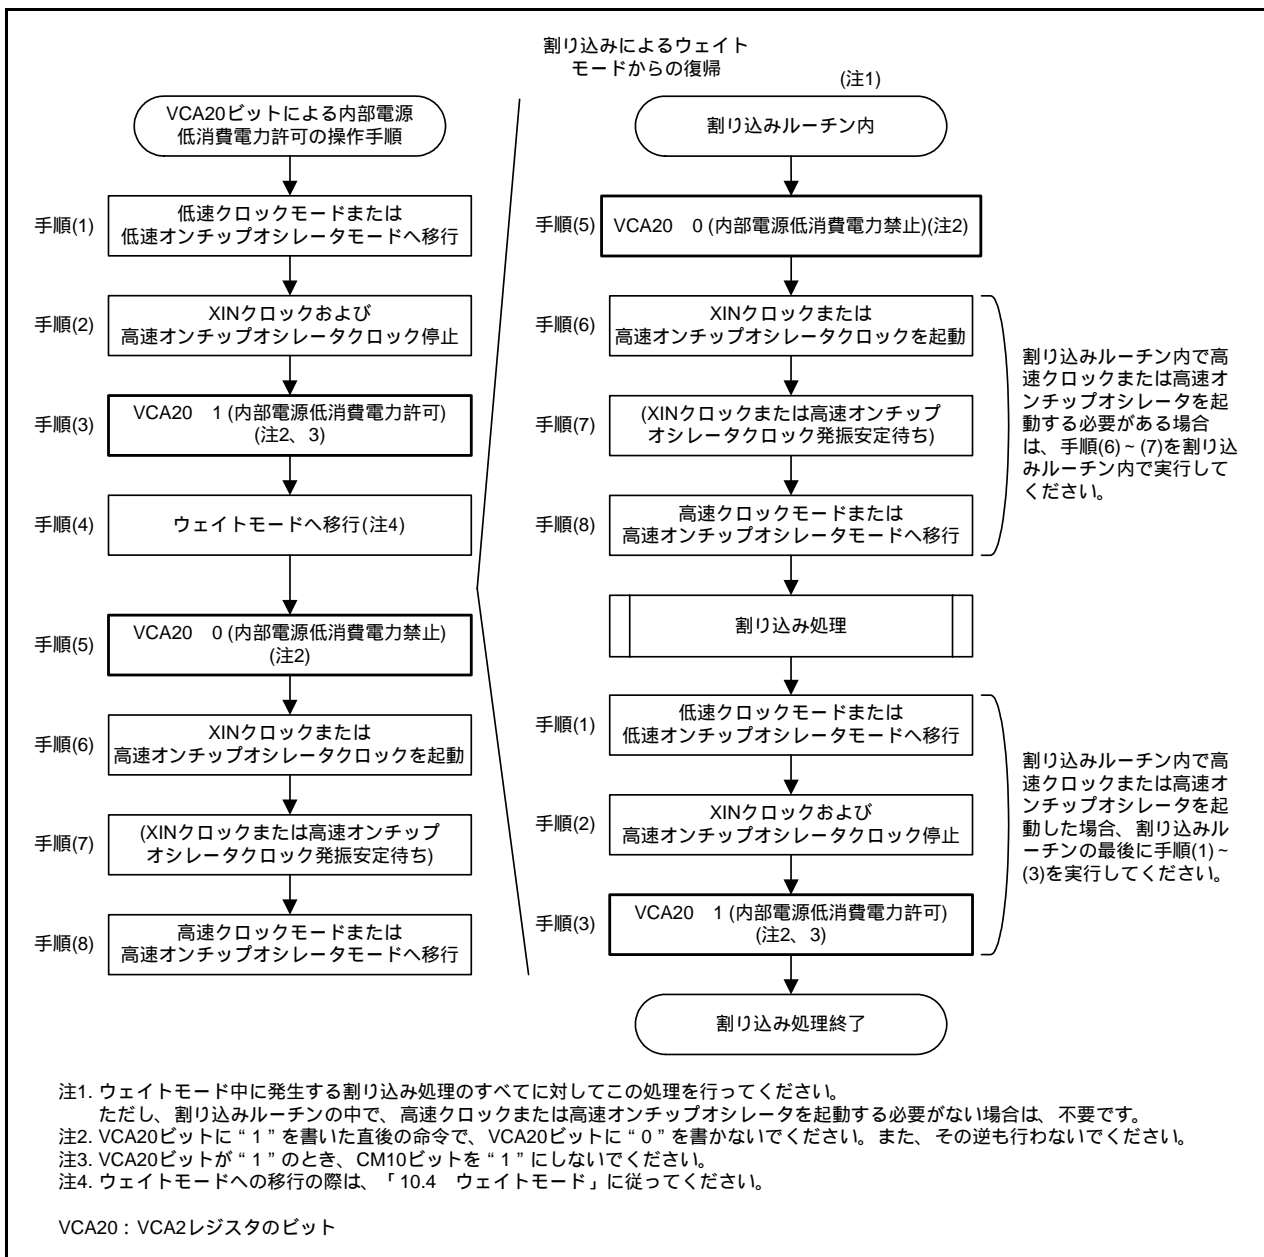 VCA20ビットによる内部電源
低消費電力許可の操作手順
手順(1)
低速クロックモードまたは
低速オンチップオシレータモードへ移行
手順(2)
XINクロックおよび
高速オンチップオシレータクロック停止
手順(3)
VCA20 1 (内部電源低消費電力許可)
(注2、3)
手順(4)
ウェイトモードへ移行(注4)
手順(5)
VCA20 0 (内部電源低消費電力禁止)
(注2)
手順(6)
XINクロックまたは
高速オンチップオシレータクロックを起動
手順(7)
(XINクロックまたは高速オンチップ
オシレータクロック発振安定待ち)
手順(8)
高速クロックモードまたは
高速オンチップオシレータモードへ移行
割り込みによるウェイト
モードからの復帰
(注1)
割り込みルーチン内
手順(5)
VCA20 0 (内部電源低消費電力禁止)(注2)
手順(6)
XINクロックまたは
高速オンチップオシレータクロックを起動
手順(7)
(XINクロックまたは高速オンチップ
オシレータクロック発振安定待ち)
手順(8)
高速クロックモードまたは
高速オンチップオシレータモードへ移行
割り込みルーチン内で高
速クロックまたは高速オ
ンチップオシレータを起
動する必要がある場合
は、手順(6) ~ (7)を割り込
みルーチン内で実行して
ください。
割り込み処理
手順(1)
低速クロックモードまたは
低速オンチップオシレータモードへ移行
手順(2)
XINクロックおよび
高速オンチップオシレータクロック停止
手順(3)
VCA20 1 (内部電源低消費電力許可)
(注2、3)
割り込みルーチン内で高
速クロックまたは高速オ
ンチップオシレータを起
動した場合、割り込みル
ーチンの最後に手順(1) ~
(3)を実行してください。
割り込み処理終了
注1. ウェイトモード中に発生する割り込み処理のすべてに対してこの処理を行ってください。
ただし、割り込みルーチンの中で、高速クロックまたは高速オンチップオシレータを起動する必要がない場合は、不要です。
注2. VCA20ビットに“1”を書いた直後の命令で、VCA20ビットに“0”を書かないでください。また、その逆も行わないでください。
注3. VCA20ビットが“1”のとき、CM10ビットを“1”にしないでください。
注4. ウェイトモードへの移行の際は、「10.4 ウェイトモード」に従ってください。
VCA20：VCA2レジスタのビット